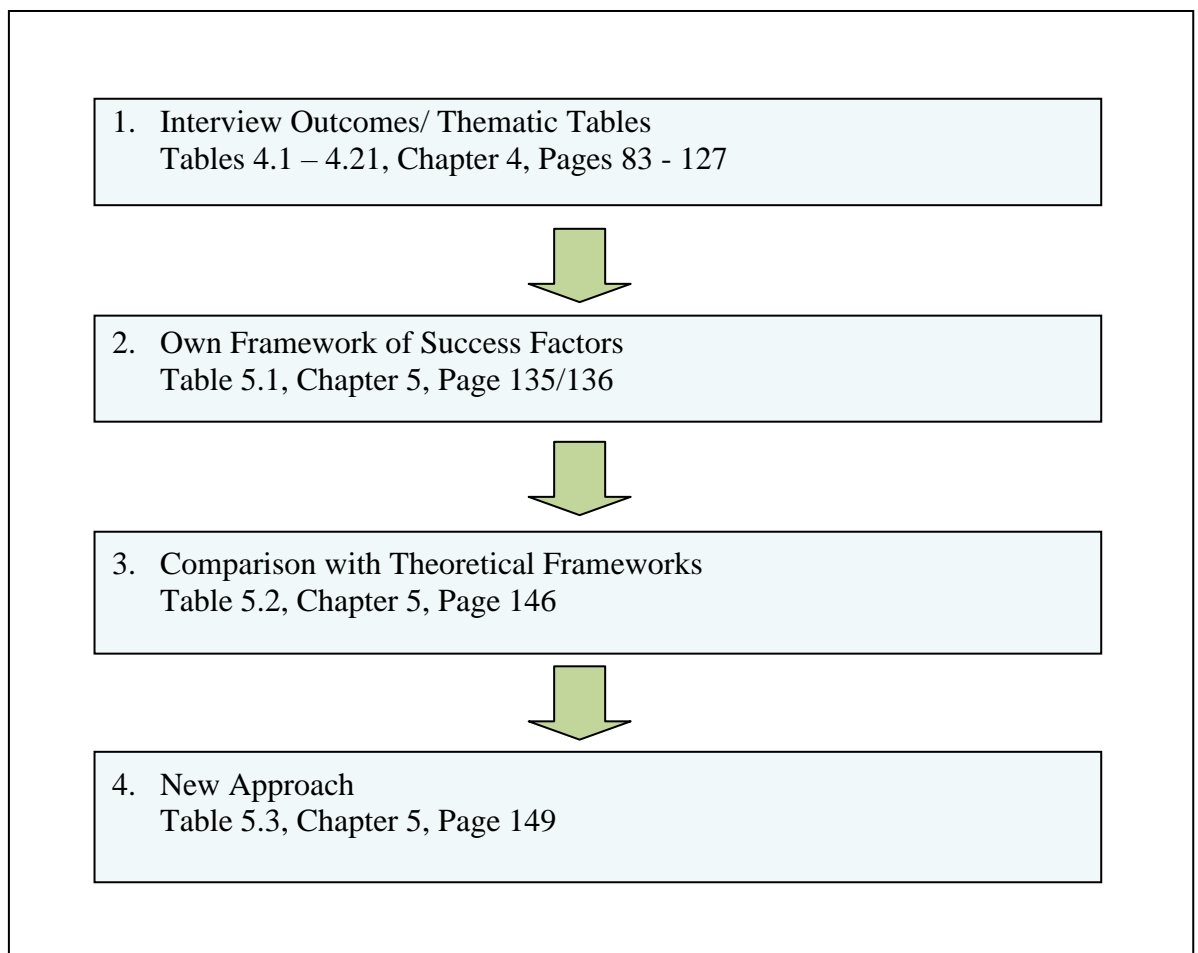 1. Interview Outcomes/ Thematic Tables
Tables 4.1 – 4.21, Chapter 4, Pages 83 - 127
2. Own Framework of Success Factors
Table 5.1, Chapter 5, Page 135/136
3. Comparison with Theoretical Frameworks
Table 5.2, Chapter 5, Page 146
4. New Approach
Table 5.3, Chapter 5, Page 149